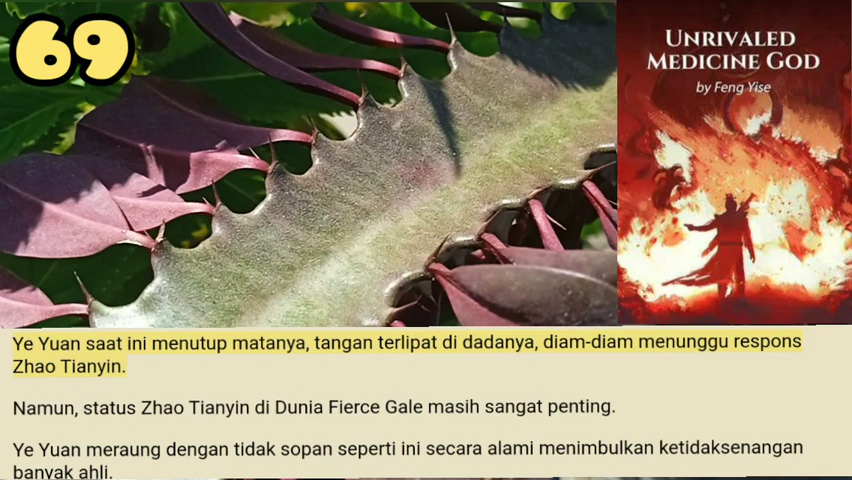 69
UNRIVALED
MEDICINE GOD
by Feng Yise
Ye Yuan saat ini menutup matanya, tangan terlipat di dadanya, diam-diam menunggu respons
Zhao Tianyin.
Namun, status Zhao Tianyin di Dunia Fierce Gale masih sangat penting.
Ye Yuan meraung dengan tidak sopan seperti ini secara alami menimbulkan ketidaksenangan
banyak ahli.